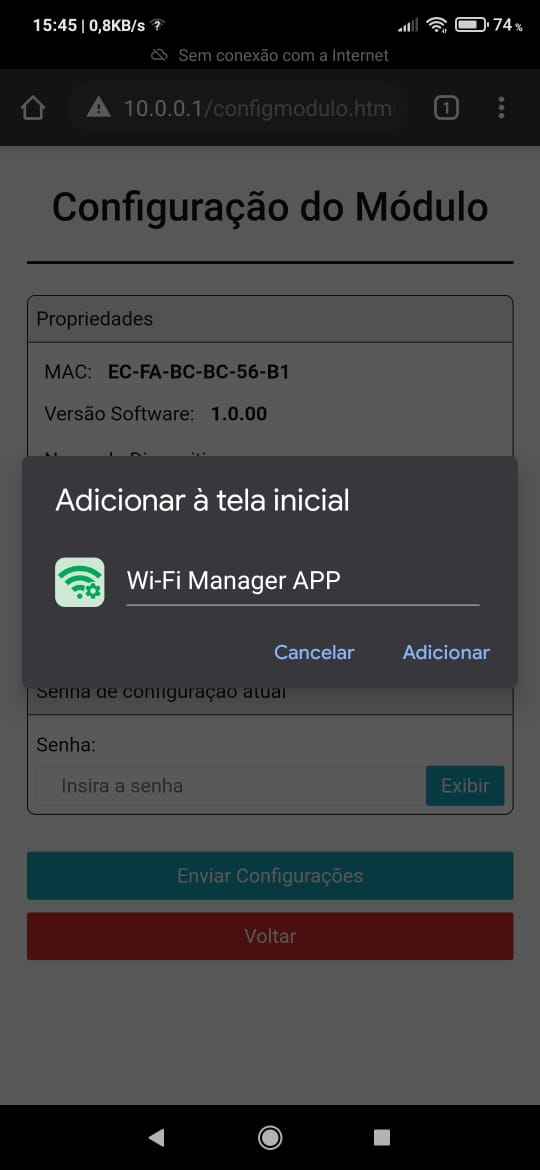 15:45 | 0,8KB/s
74 %
Sem conexão com a Internet
10.0.0.1/configmodulo.html
1
Configuração do Módulo
Propriedades
MAC: EC-FA-BC-BC-56-B1
Versão Software: 1.0.00
Adicionar à tela inicial
Wi-Fi Manager APP
Cancelar Adicionar
Senha de configuração atual
Senha:
Insira a senha Exibir
Enviar Configurações
Voltar